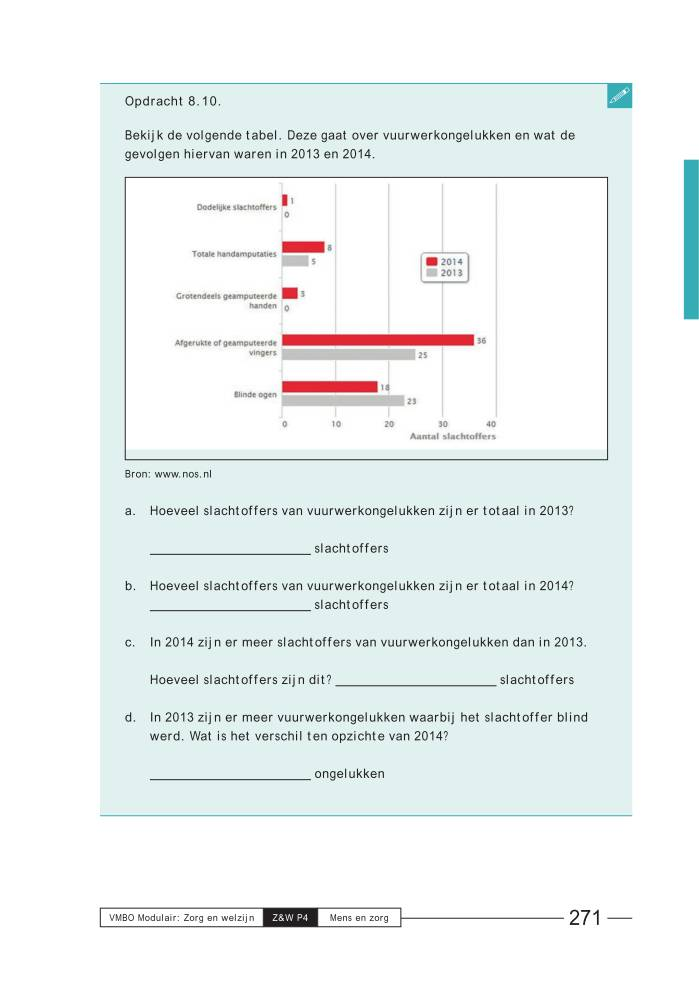 Opdracht 8.10.
Bekijk de volgende tabel. Deze gaat over vuurwerkongelukken en wat de
gevolgen hiervan waren in 2013 en 2014.
Dodelijke slachtoffers
1
0
Totale handamputaties
8
5
2014
2013
Grotendeels geamputeerde
handen
3
0
Afgerukte of geamputeerde
vingers
36
25
Blinde ogen
18
23
0 10 20 30 40
Aantal slachtoffers
Bron: www.nos.nl
a. Hoeveel slachtoffers van vuurwerkongelukken zijn er totaal in 2013?
slachtoffers
b. Hoeveel slachtoffers van vuurwerkongelukken zijn er totaal in 2014?
slachtoffers
c. In 2014 zijn er meer slachtoffers van vuurwerkongelukken dan in 2013.
Hoeveel slachtoffers zijn dit? slachtoffers
d. In 2013 zijn er meer vuurwerkongelukken waarbij het slachtoffer blind
werd. Wat is het verschil ten opzichte van 2014?
ongelukken
VMBO Modulair: Zorg en welzijn Z&W P4 Mens en zorg 271